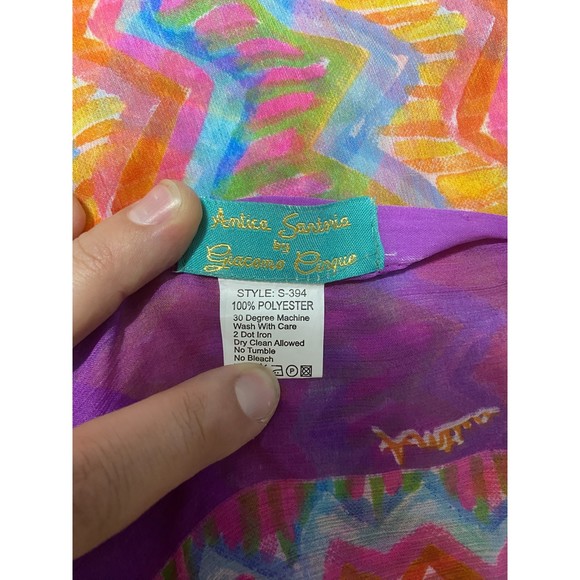 Antica Sartoria
by
Giacomo Cinque
STYLE: S-394
100% POLYESTER
30 Degree Machine
Wash With Care
2 Dot Iron
Dry Clean Allowed
No Tumble
No Bleach
P